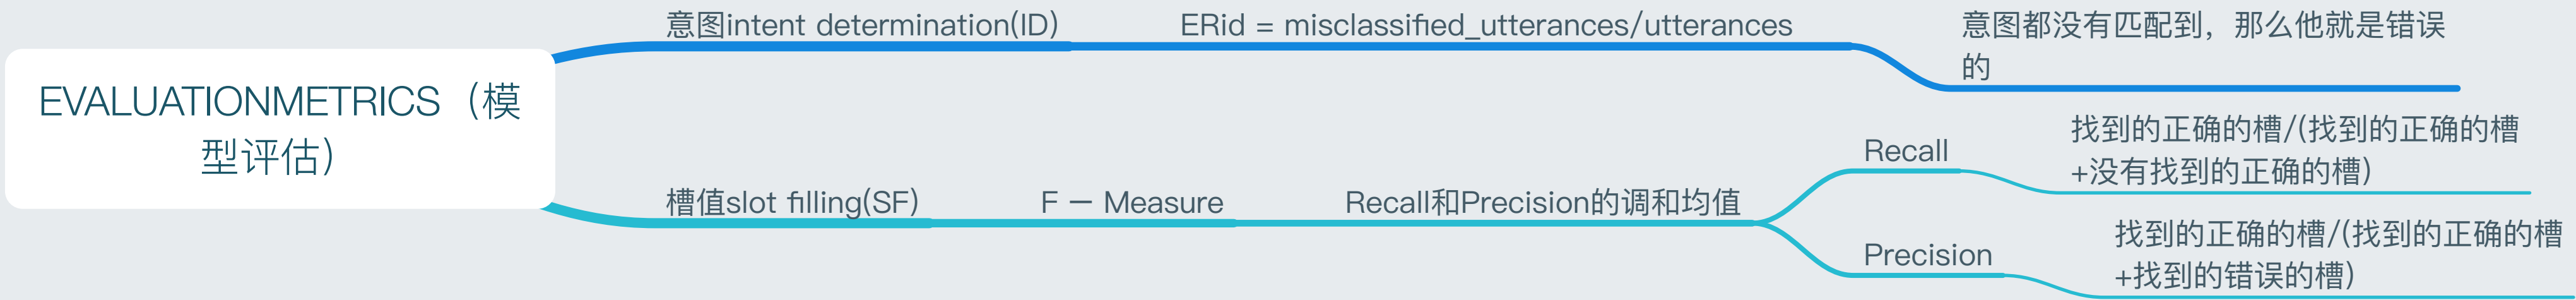 EVALUATIONMETRICS（模
型评估）
意图intent determination(ID)
ERid = misclassified_utterances/utterances
意图都没有匹配到，那么他就是错误
的
槽值slot filling(SF)
F – Measure
Recall和Precision的调和均值
Recall
找到的正确的槽/(找到的正确的槽
+没有找到的正确的槽)
Precision
找到的正确的槽/(找到的正确的槽
+找到的错误的槽)